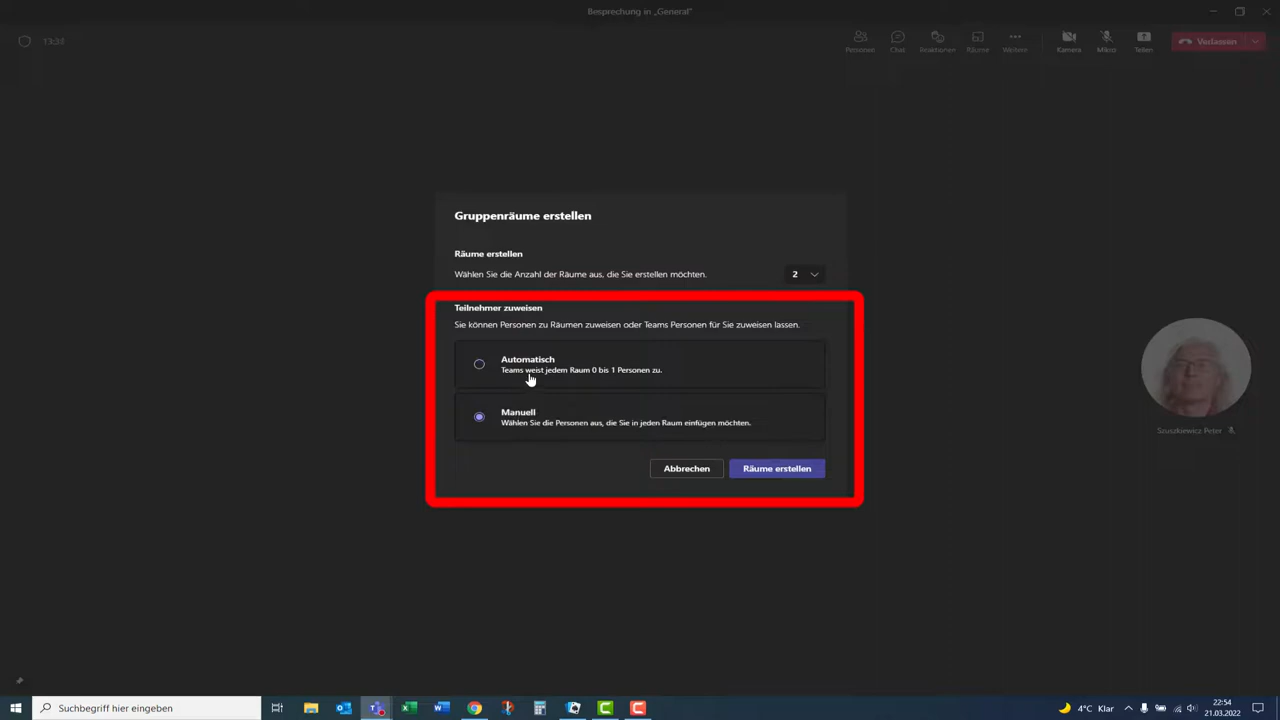 Besprechung in „General"
13:38
Personen
Chat
Reaktionen
Räume
Weitere
Kamera
Mikro
Teilen
Verlassen
Gruppenräume erstellen
Räume erstellen
Wählen Sie die Anzahl der Räume aus, die Sie erstellen möchten.
2
Teilnehmer zuweisen
Sie können Personen zu Räumen zuweisen oder Teams Personen für Sie zuweisen lassen.
Automatisch
Teams weist jedem Raum 0 bis 1 Personen zu.
Manuell
Wählen Sie die Personen aus, die Sie in jeden Raum einfügen möchten.
Abbrechen
Räume erstellen
Szuszkiewicz Peter
Suchbegriff hier eingeben
4°C Klar
22:54
21.03.2022